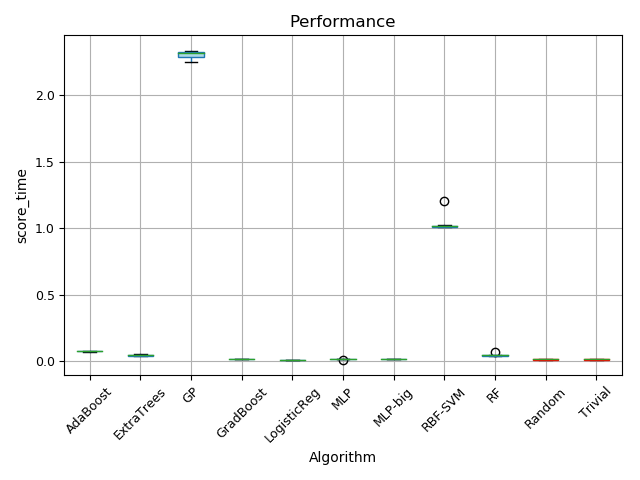 Performance
score_time
2.0
1.5
1.0
0.5
0.0
AdaBoost
ExtraTrees
GP
GradBoost
LogisticReg
MLP
MLP-big
RBF-SVM
RF
Random
Trivial
Algorithm